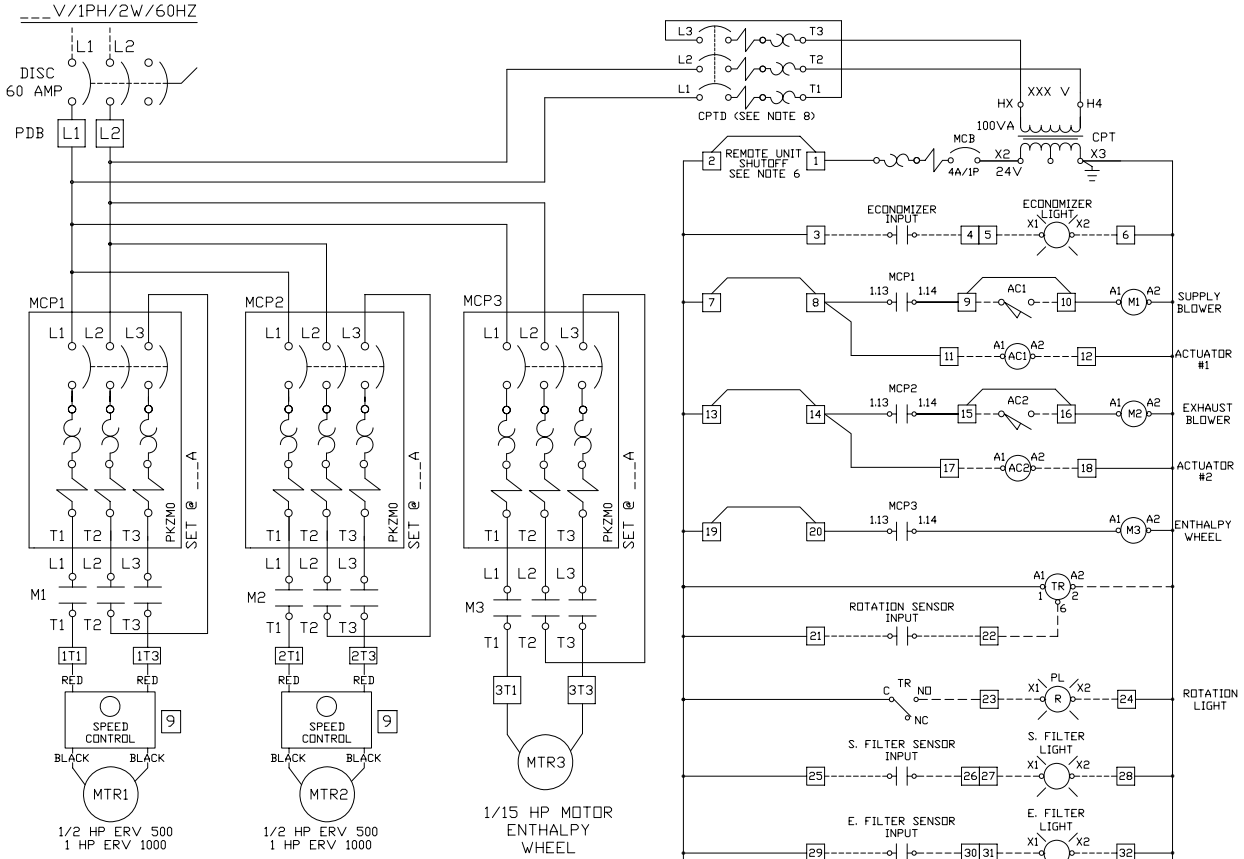 ___V/1PH/2W/60HZ
L1 L2
DISC
60 AMP
PDB L1 L2
L3 T3
L2 T2
L1 T1
CPTD (SEE NOTE 8)
XXX V
HX H4
100VA
CPT
MCB
X2 X3
4A/1P 24V
2 REMOTE UNIT 1
SHUTOFF
SEE NOTE 6
ECONOMIZER
INPUT
ECONOMIZER
LIGHT
X1 X2
3 4 5 6
MCP1
1.13 1.14
7 8 9 AC1 10 A1 M1 A2
SUPPLY
BLOWER
11 A1 AC1 A2 12
ACTUATOR
#1
MCP2
1.13 1.14
13 14 15 AC2 16 A1 M2 A2
EXHAUST
BLOWER
17 A1 AC2 A2 18
ACTUATOR
#2
MCP3
1.13 1.14
19 20 A1 M3 A2
ENTHALPY
WHEEL
A1 TR A2
1 2
6
ROTATION SENSOR
INPUT
21 22
C TR NO
NC
23 X1 PL X2 24
R
ROTATION
LIGHT
S. FILTER SENSOR
INPUT
S. FILTER
LIGHT
X1 X2
25 26 27 28
E. FILTER SENSOR
INPUT
E. FILTER
LIGHT
X1 X2
29 30 31 32
MCP1
L1 L2 L3
PKZM0
SET @ ___A
T1 T2 T3
L1 L2 L3
M1
T1 T2 T3
1T1 1T3
RED RED
SPEED
CONTROL
9
BLACK BLACK
MTR1
1/2 HP ERV 500
1 HP ERV 1000
MCP2
L1 L2 L3
PKZM0
SET @ ___A
T1 T2 T3
L1 L2 L3
M2
T1 T2 T3
2T1 2T3
RED RED
SPEED
CONTROL
9
BLACK BLACK
MTR2
1/2 HP ERV 500
1 HP ERV 1000
MCP3
L1 L2 L3
PKZM0
SET @ ___A
T1 T2 T3
L1 L2 L3
M3
T1 T2 T3
3T1 3T3
MTR3
1/15 HP MOTOR
ENTHALPY
WHEEL